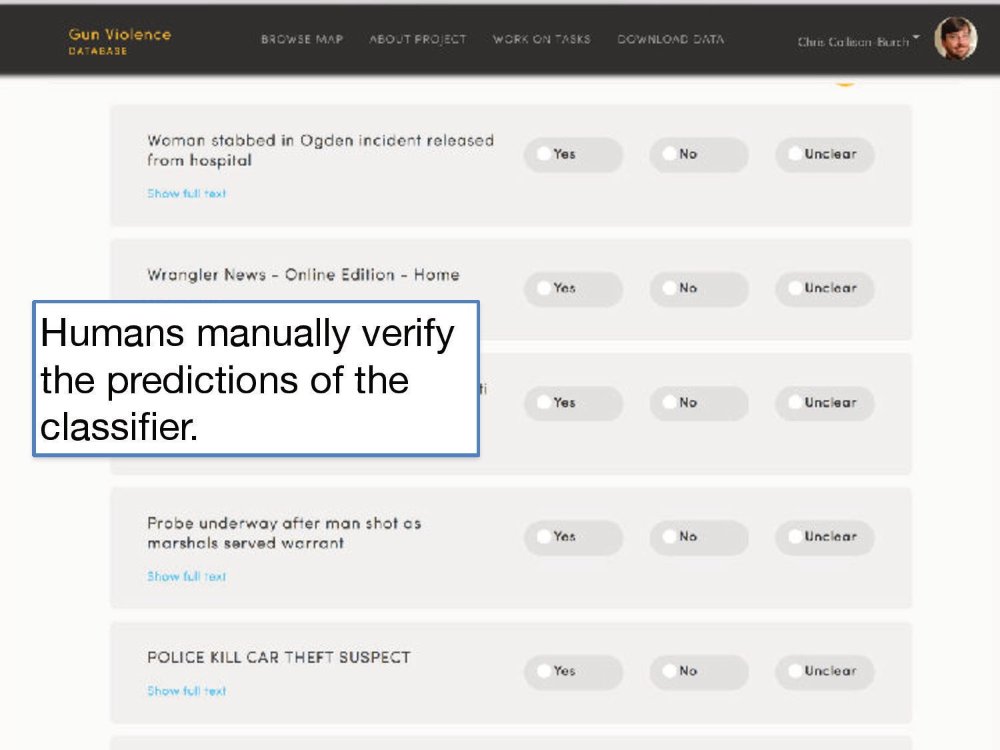 Gun Violence
DATABASE
BROWSE MAP ABOUT PROJECT WORK ON TASKS DOWNLOAD DATA Chris Callison-Burch
Woman stabbed in Ogden incident released
from hospital
Yes No Unclear
Show full text
Wrangler News - Online Edition - Home
Yes No Unclear
Humans manually verify
the predictions of the
classifier.
Yes No Unclear
Probe underway after man shot as
marshals served warrant
Yes No Unclear
Show full text
POLICE KILL CAR THEFT SUSPECT
Yes No Unclear
Show full text